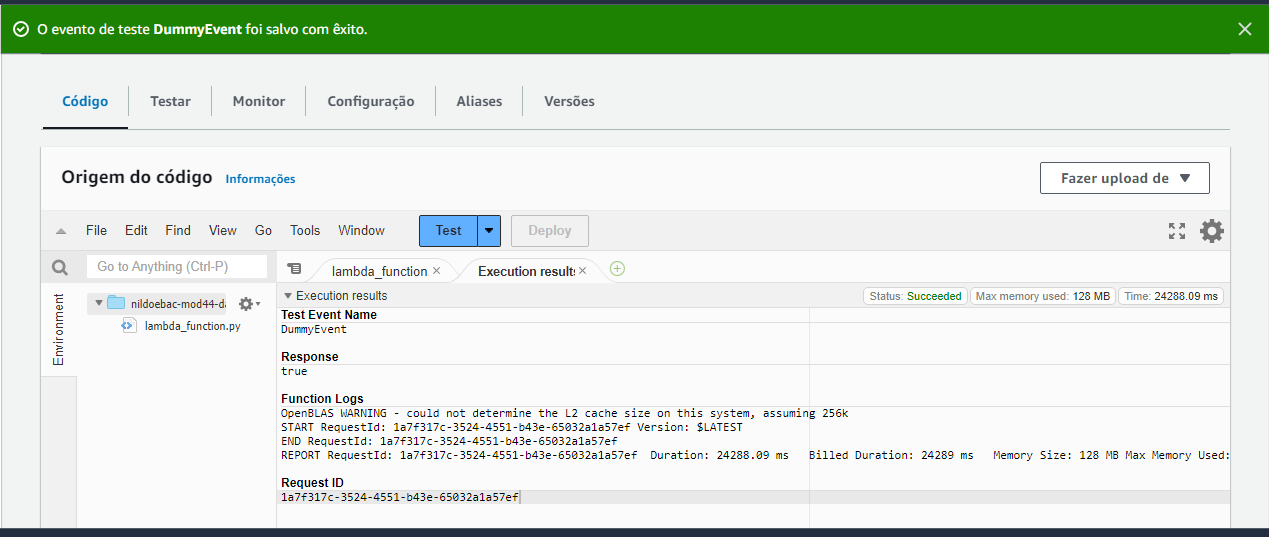 O evento de teste DummyEvent foi salvo com êxito.
Código Testar Monitor Configuração Aliases Versões
Origem do código Informações
Fazer upload de
File Edit Find View Go Tools Window Test Deploy
Go to Anything (Ctrl-P)
lambda_function Execution results
Environment
nildoebac-mod44-da
lambda_function.py
Execution results
Status: Succeeded Max memory used: 128 MB Time: 24288.09 ms
Test Event Name
DummyEvent
Response
true
Function Logs
OpenBLAS WARNING - could not determine the L2 cache size on this system, assuming 256k
START RequestId: 1a7f317c-3524-4551-b43e-65032a1a57ef Version: $LATEST
END RequestId: 1a7f317c-3524-4551-b43e-65032a1a57ef
REPORT RequestId: 1a7f317c-3524-4551-b43e-65032a1a57ef Duration: 24288.09 ms Billed Duration: 24289 ms Memory Size: 128 MB Max Memory Used:
Request ID
1a7f317c-3524-4551-b43e-65032a1a57ef